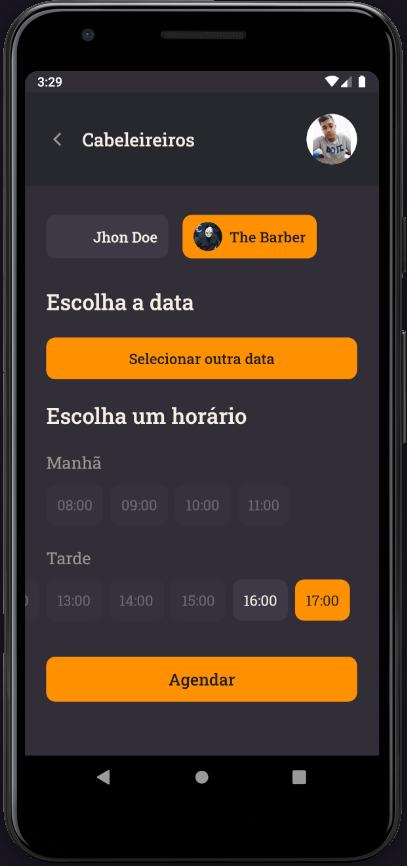 3:29
Cabeleireiros
Jhon Doe The Barber
Escolha a data
Selecionar outra data
Escolha um horário
Manhã
08:00 09:00 10:00 11:00
Tarde
13:00 14:00 15:00 16:00 17:00
Agendar